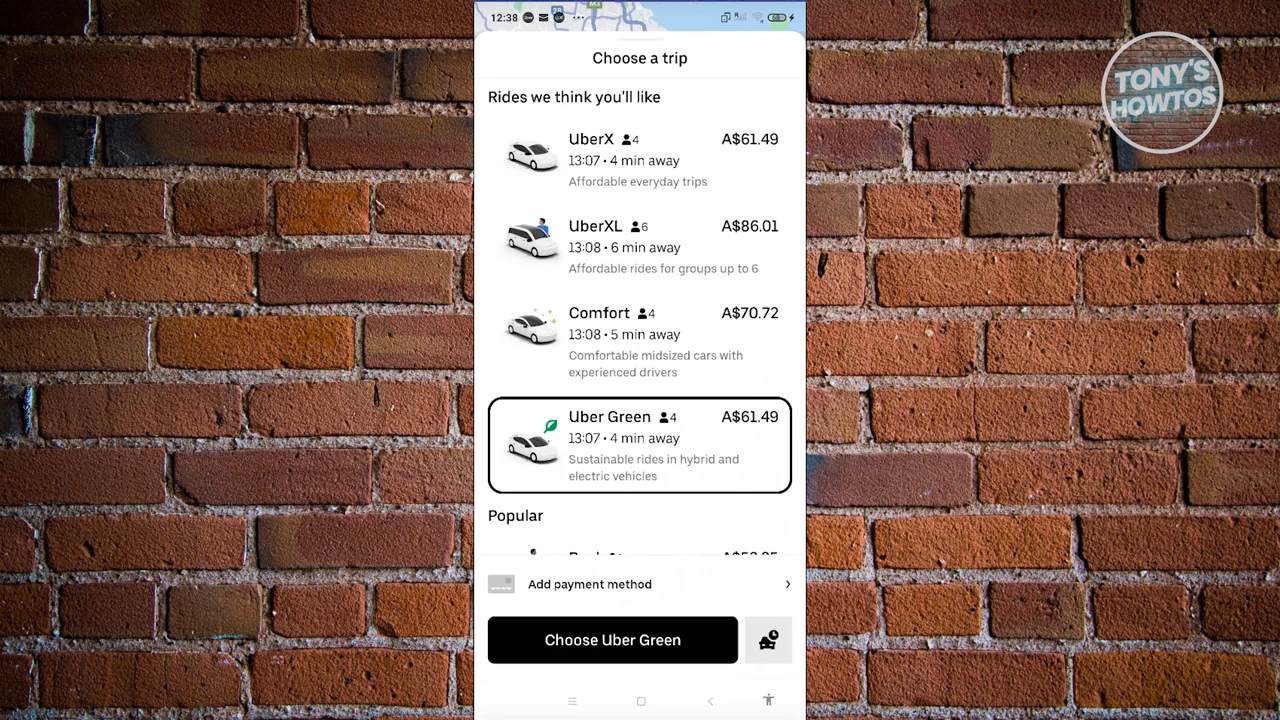 12:38
TONY'S
HOWTOS
Choose a trip
Rides we think you'll like
UberX 4 A$61.49
13:07 • 4 min away
Affordable everyday trips
UberXL 6 A$86.01
13:08 • 6 min away
Affordable rides for groups up to 6
Comfort 4 A$70.72
13:08 • 5 min away
Comfortable midsized cars with
experienced drivers
Uber Green 4 A$61.49
13:07 • 4 min away
Sustainable rides in hybrid and
electric vehicles
Popular
Add payment method
Choose Uber Green